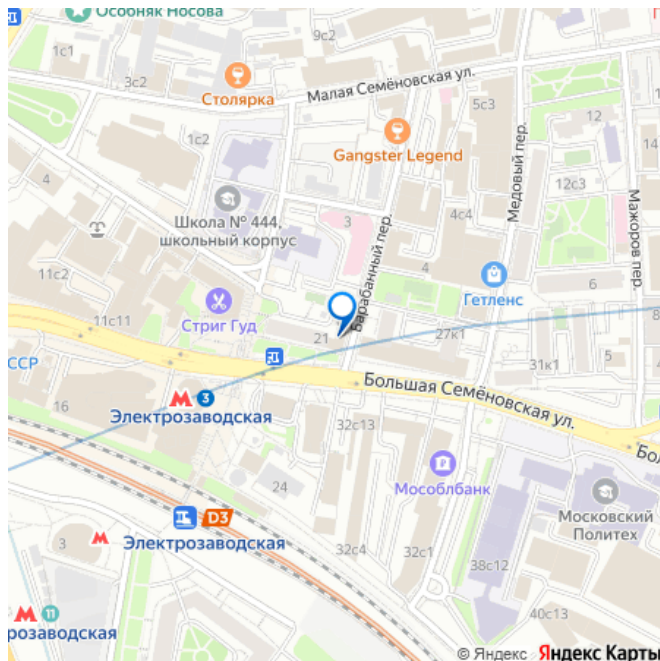 Особняк Носова
1с1
9с2
3с2
Столярка
Малая Семёновская ул.
5с3
12
Gangster Legend
1с2
Медовый пер.
4
Школа № 444,
школьный корпус
3
Барабанный пер.
4с4
12с3
Мажоров пер.
11с2
4
Гетленс
6
11с11
Стриг Гуд
21
27к1
8
31к1
ССР
3
Большая Семёновская ул.
16
Электрозаводская
32с13
Бол
Мособлбанк
24
D3
Московский
Политех
Электрозаводская
3
32с4
32с1
38с12
11
40с13
розаводская
© Яндекс Яндекс Карты